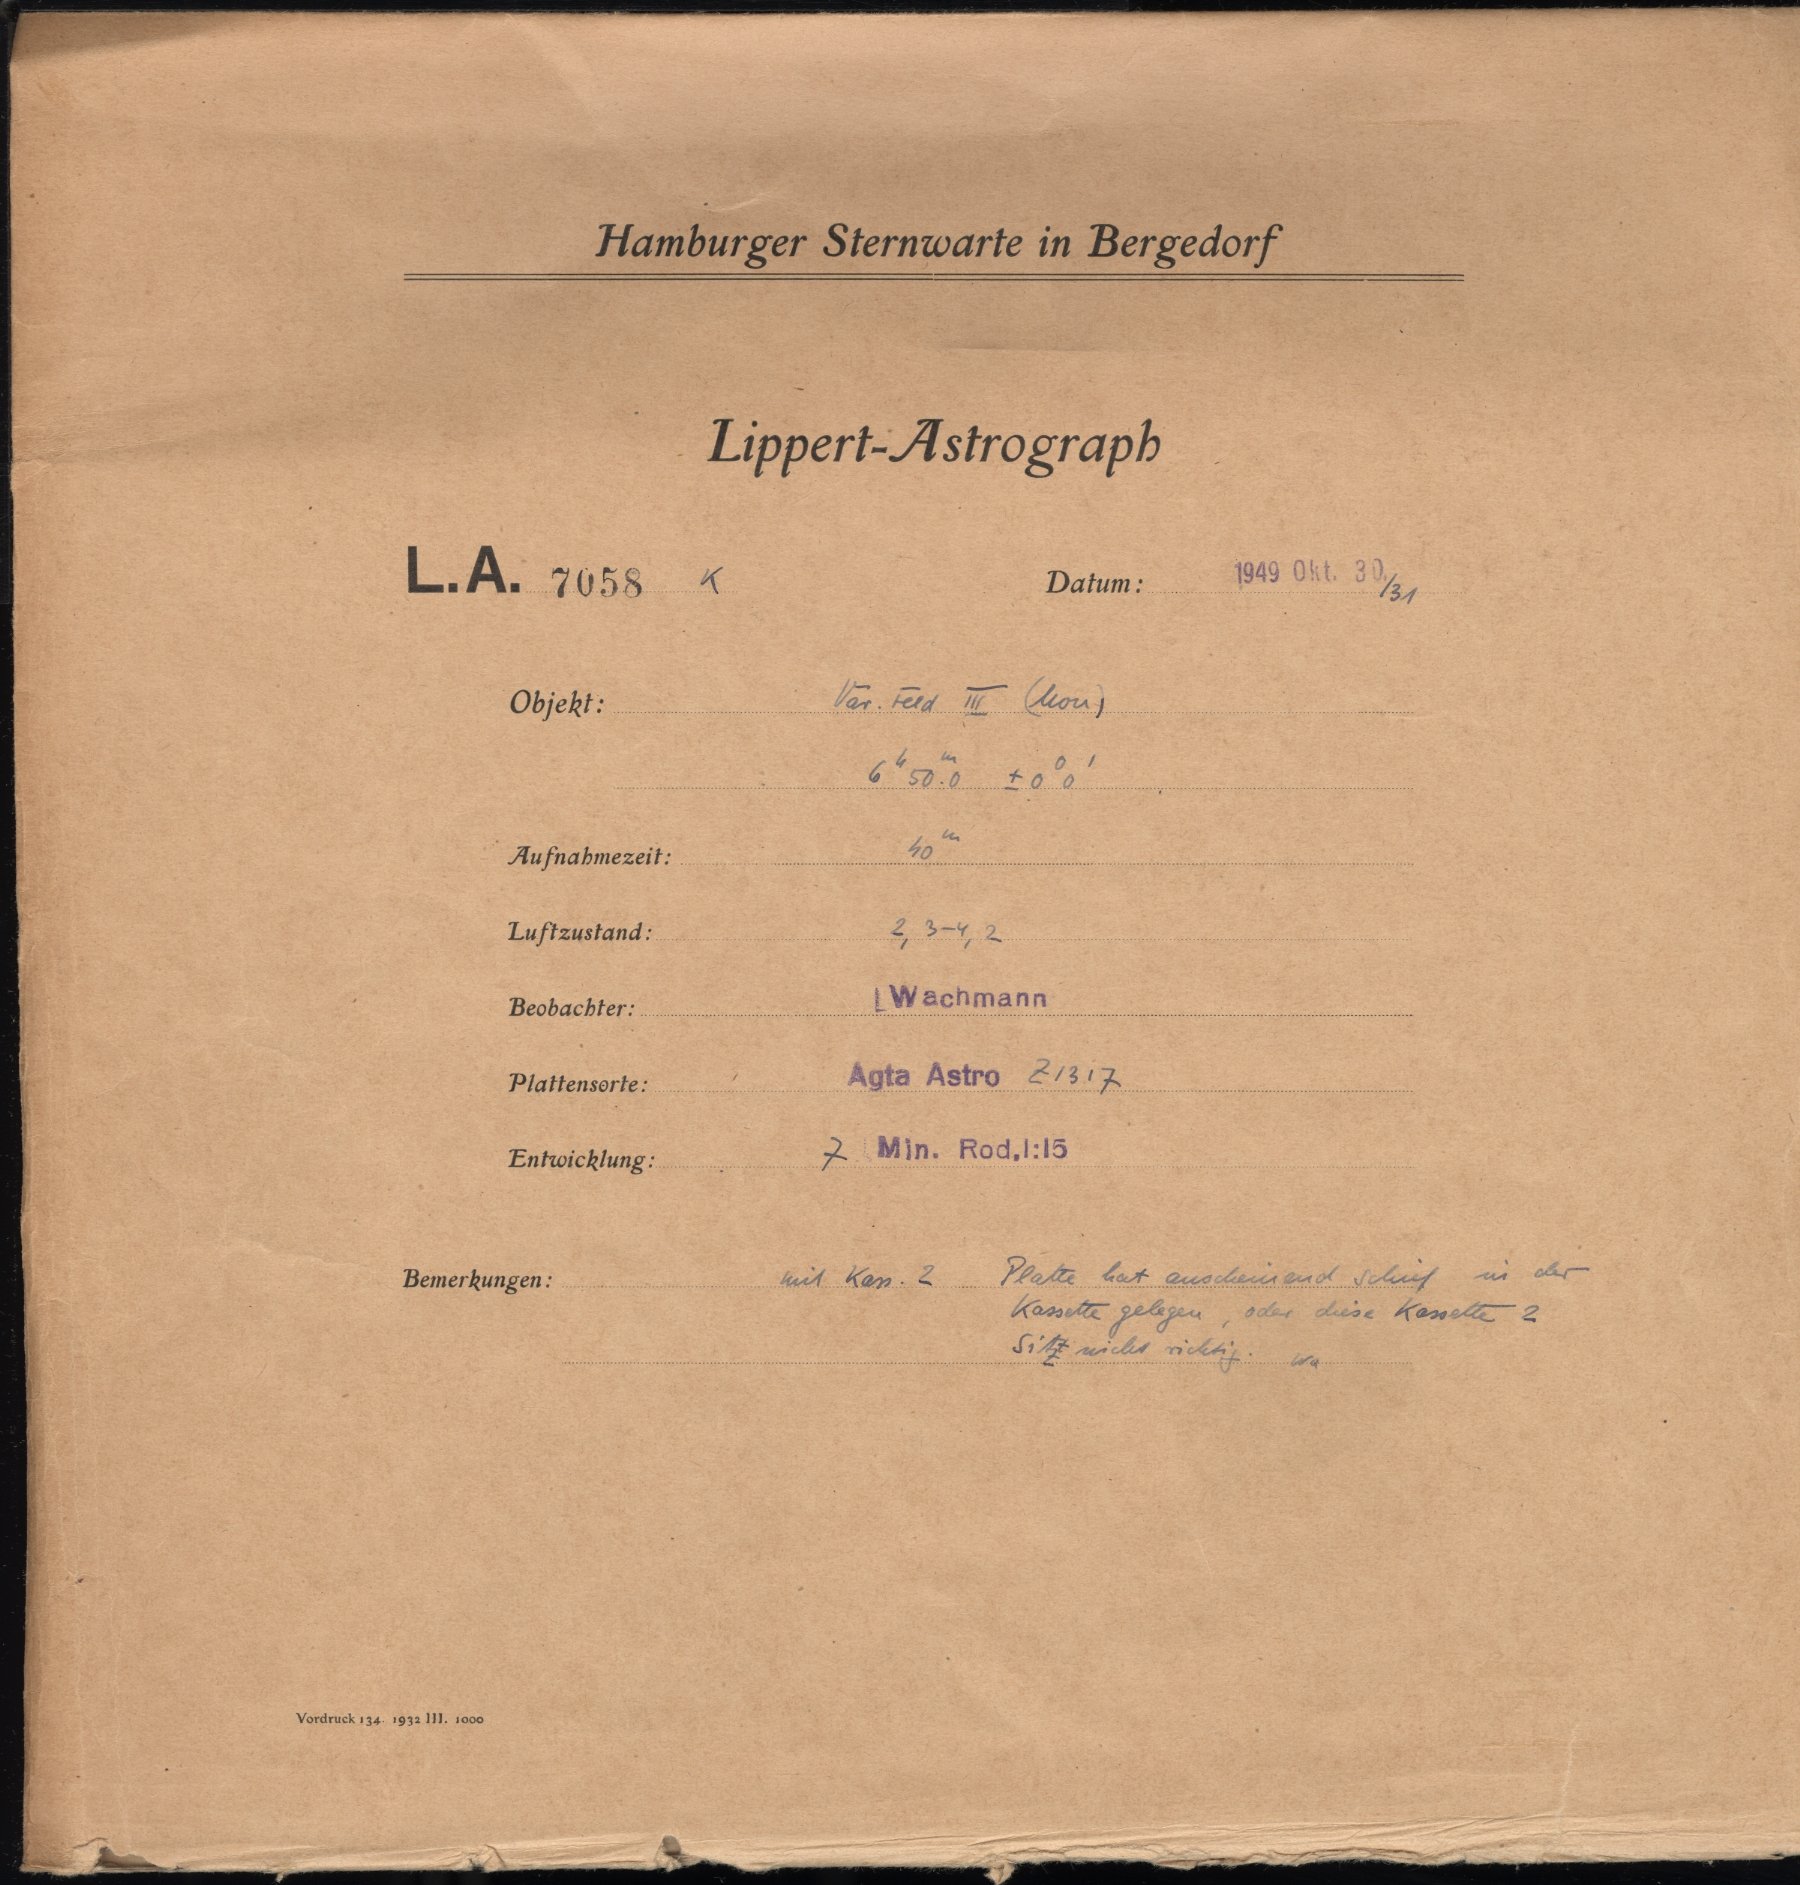 Hamburger Sternwarte in Bergedorf
Lippert-Astrograph
L.A. 7058 K Datum: 1949 Okt. 30./31
Objekt: Var. Feld III (Mon)
6ʰ 50.ᵐ0 ±0° 0'
Aufnahmezeit: 40ᵐ
Luftzustand: 2, 3-4, 2
Beobachter: Wachmann
Plattensorte: Agfa Astro Z1317
Entwicklung: 7 Min. Rod. 1:15
Bemerkungen: mit Kass. 2 Platte hat anscheinend schief in der
Kassette gelegen, oder diese Kassette 2
Sitzt nicht richtig. Wa
Vordruck 134. 1932 III. 1000